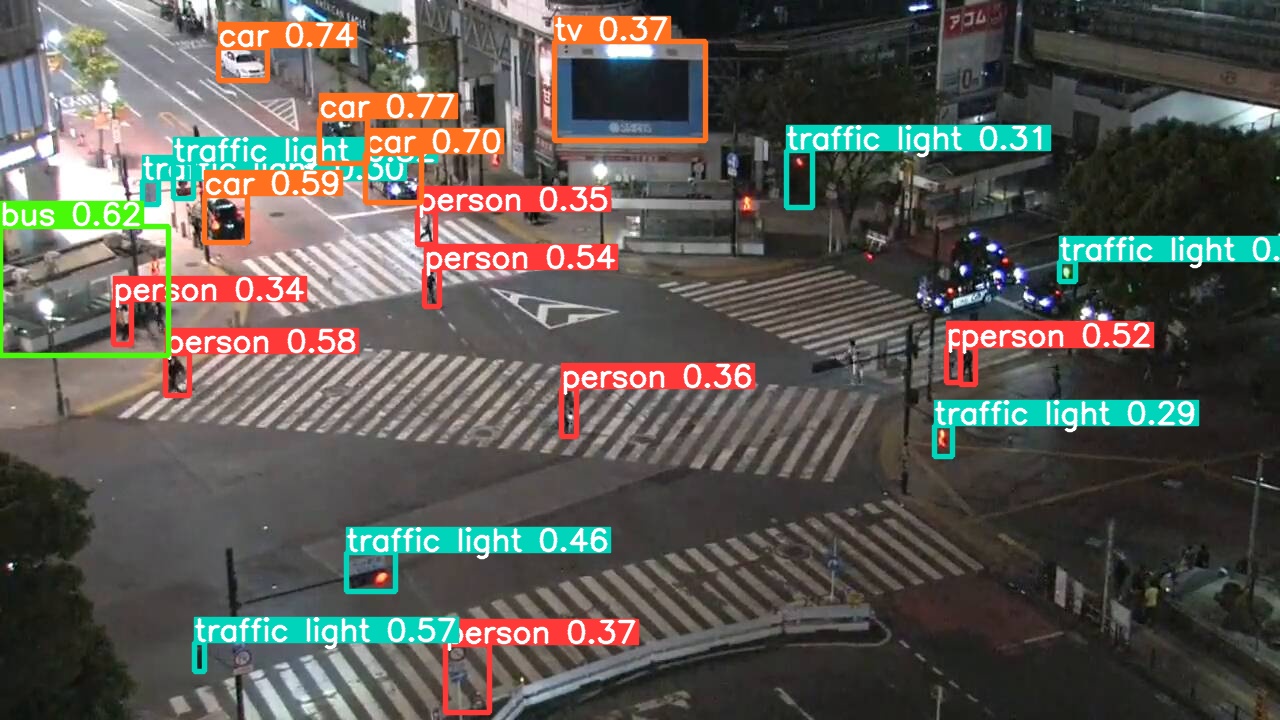 car 0.74
tv 0.37
アコム
car 0.77
car 0.70
traffic light 0.31
traffic light
car 0.59
person 0.35
bus 0.62
person 0.54
traffic light 0.
person 0.34
person 0.58
p
person 0.52
person 0.36
traffic light 0.29
traffic light 0.46
traffic light 0.57
person 0.37